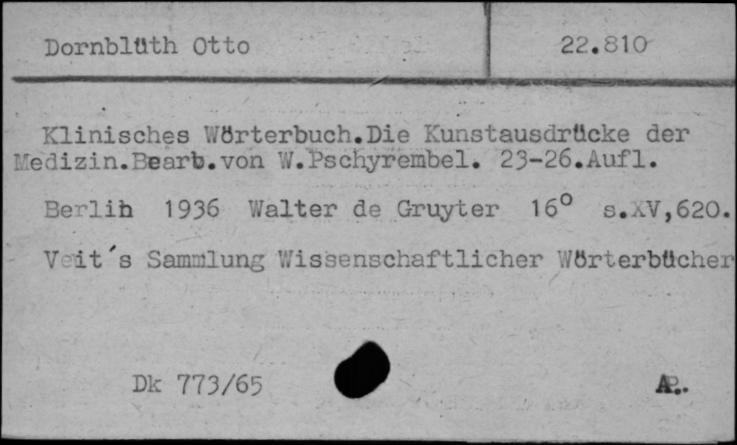 Dornblüth Otto 22.810
Klinisches Wörterbuch.Die Kunstausdrücke der
Medizin.Bearb.von W.Pschyrembel. 23-26.Aufl.
Berlin 1936 Walter de Gruyter 16° s.XV,620.
Veit's Sammlung Wissenschaftlicher Wörterbücher
Dk 773/65